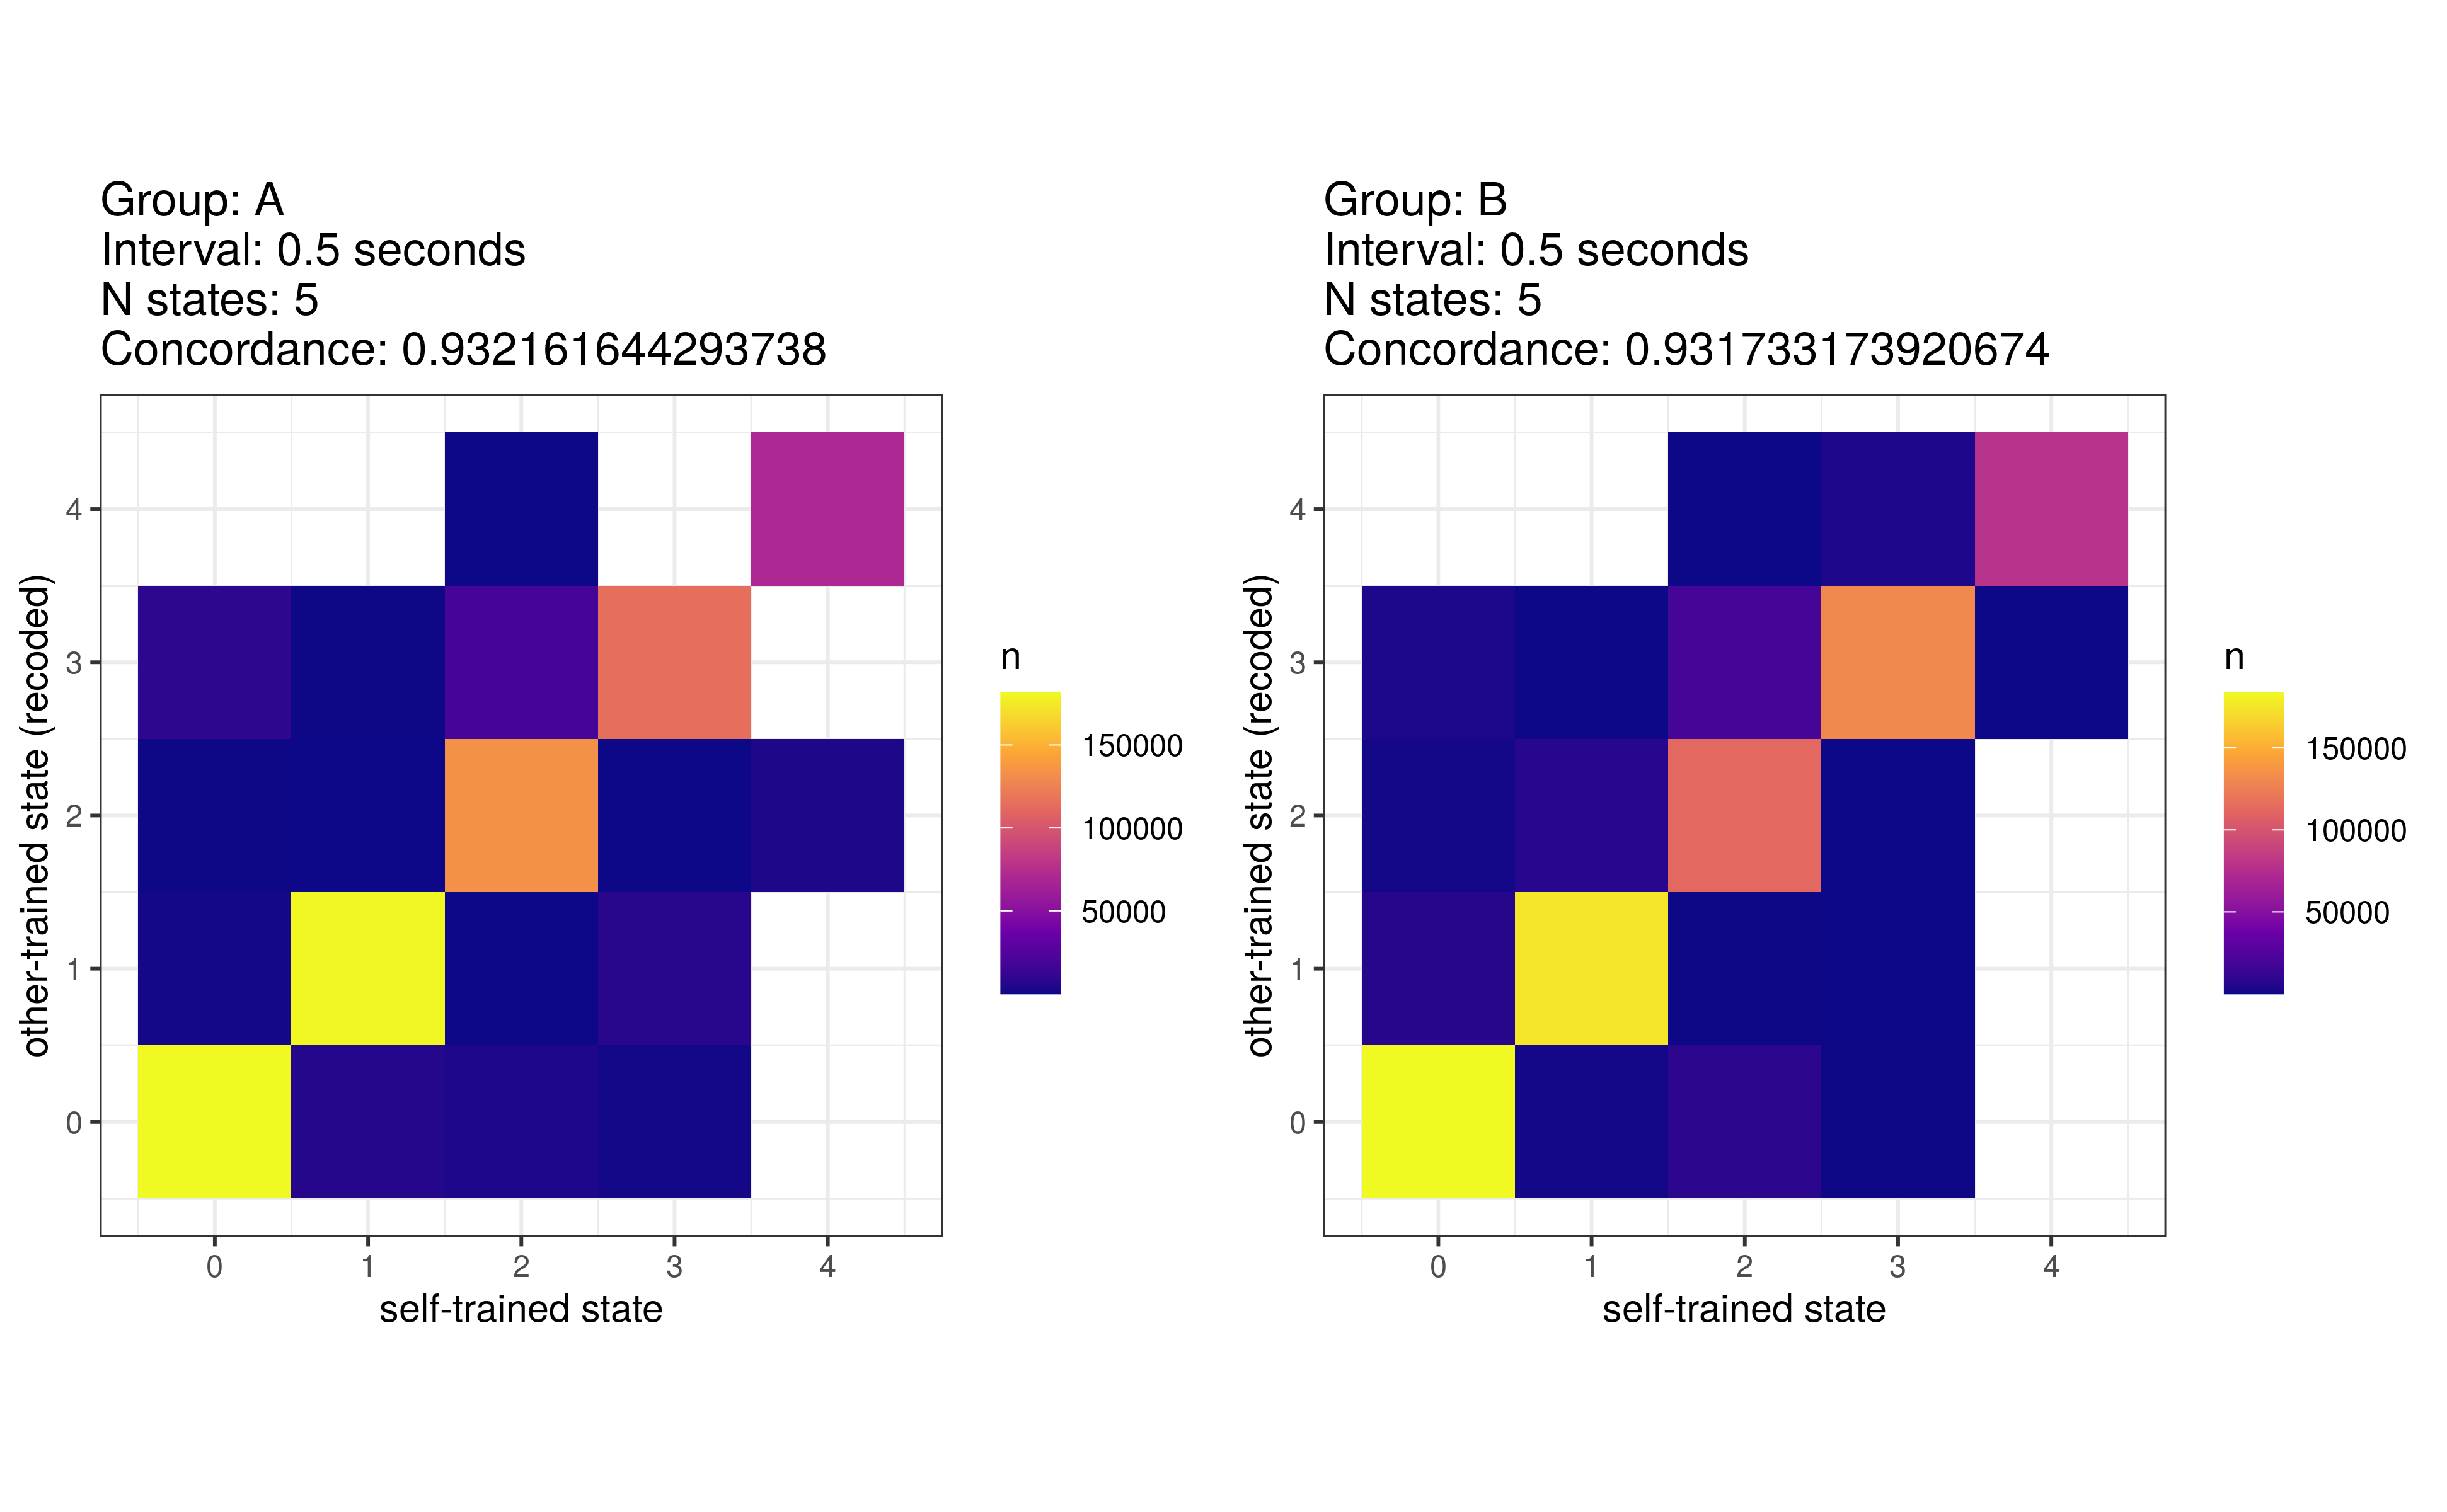 Group: A
Interval: 0.5 seconds
N states: 5
Concordance: 0.932161644293738
other-trained state (recoded)
4
3
2
1
0
0 1 2 3 4
self-trained state
n
150000
100000
50000
Group: B
Interval: 0.5 seconds
N states: 5
Concordance: 0.931733173920674
other-trained state (recoded)
4
3
2
1
0
0 1 2 3 4
self-trained state
n
150000
100000
50000